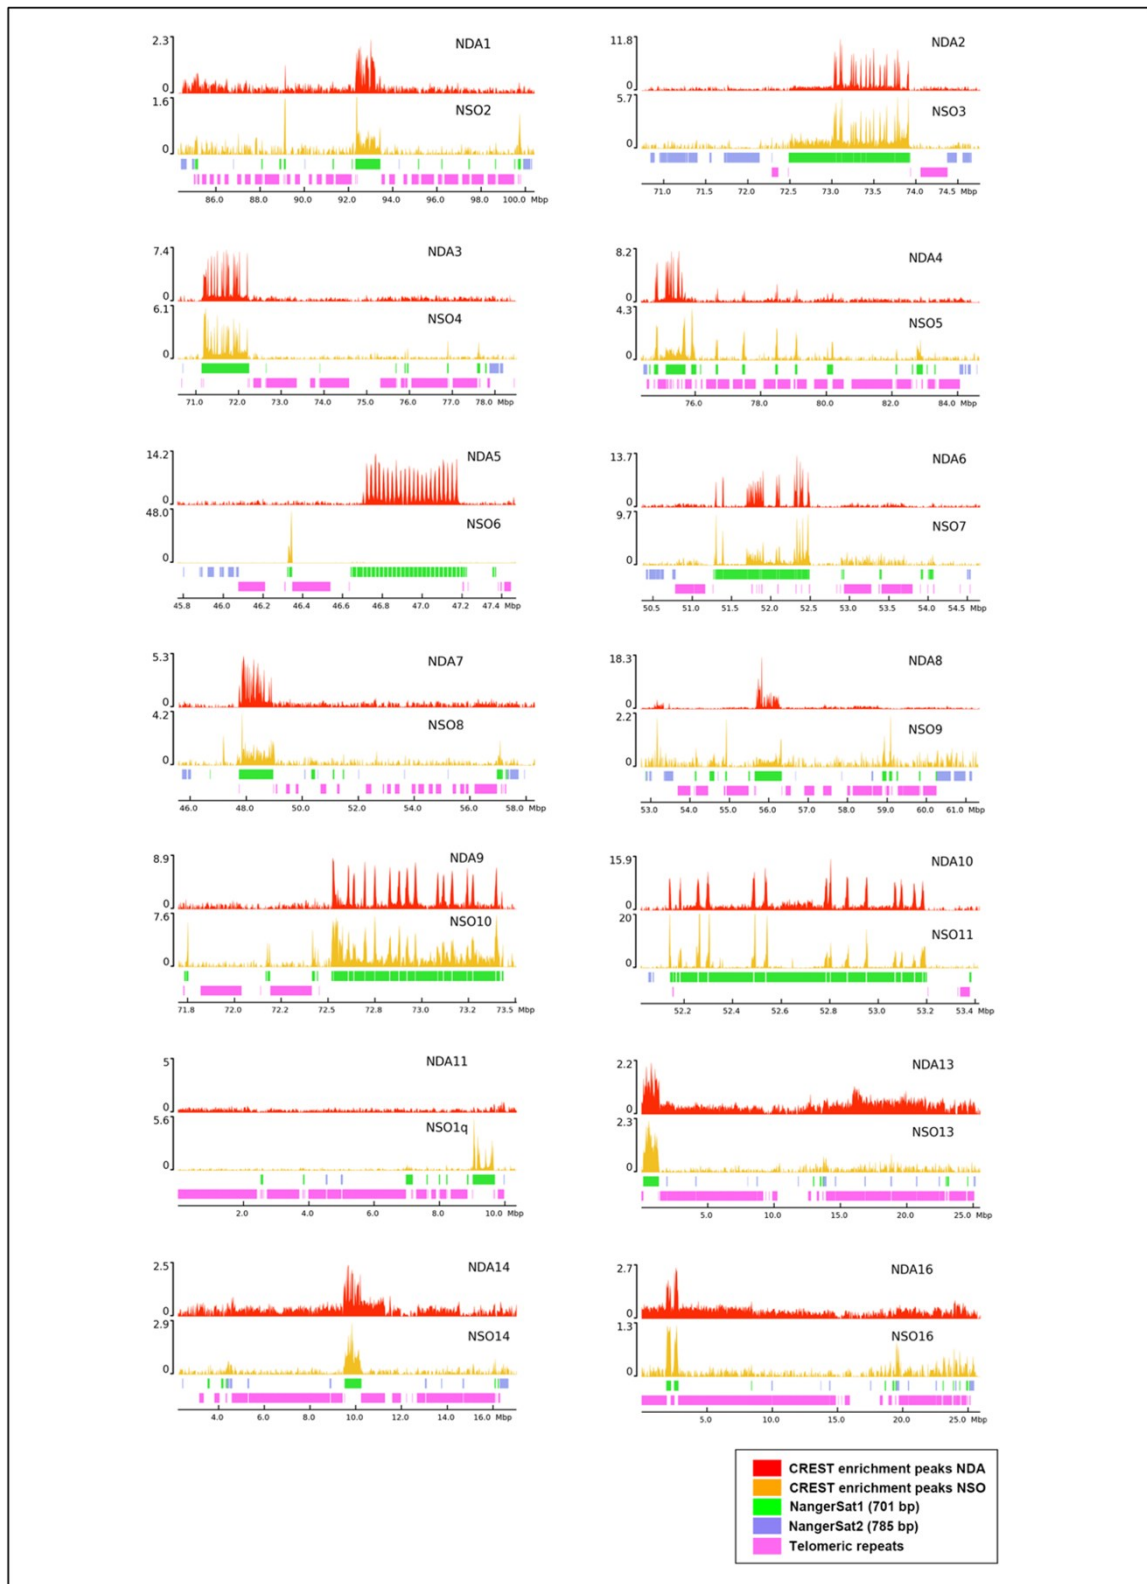 2.3
NDA1
0
1.6
NSO2
0
86.0 88.0 90.0 92.0 94.0 96.0 98.0 100.0 Mbp
11.8
NDA2
0
5.7
NSO3
0
71.0 71.5 72.0 72.5 73.0 73.5 74.0 74.5 Mbp
7.4
NDA3
0
6.1
NSO4
0
71.0 72.0 73.0 74.0 75.0 76.0 77.0 78.0 Mbp
8.2
NDA4
0
4.3
NSO5
0
76.0 78.0 80.0 82.0 84.0 Mbp
14.2
NDA5
0
48.0
NSO6
0
45.8 46.0 46.2 46.4 46.6 46.8 47.0 47.2 47.4 Mbp
13.7
NDA6
0
9.7
NSO7
0
50.5 51.0 51.5 52.0 52.5 53.0 53.5 54.0 54.5 Mbp
5.3
NDA7
0
4.2
NSO8
0
46.0 48.0 50.0 52.0 54.0 56.0 58.0 Mbp
18.3
NDA8
0
2.2
NSO9
0
53.0 54.0 55.0 56.0 57.0 58.0 59.0 60.0 61.0 Mbp
8.9
NDA9
0
7.6
NSO10
0
71.8 72.0 72.2 72.5 72.8 73.0 73.2 73.5 Mbp
15.9
NDA10
0
20
NSO11
0
52.2 52.4 52.6 52.8 53.0 53.2 53.4 Mbp
5
NDA11
0
5.6
NSO1q
0
2.0 4.0 6.0 8.0 10.0 Mbp
2.2
NDA13
0
2.3
NSO13
0
5.0 10.0 15.0 20.0 25.0 Mbp
2.5
NDA14
0
2.9
NSO14
0
4.0 6.0 8.0 10.0 12.0 14.0 16.0 Mbp
2.7
NDA16
0
1.3
NSO16
0
5.0 10.0 15.0 20.0 25.0 Mbp
CREST enrichment peaks NDA
CREST enrichment peaks NSO
NangerSat1 (701 bp)
NangerSat2 (785 bp)
Telomeric repeats